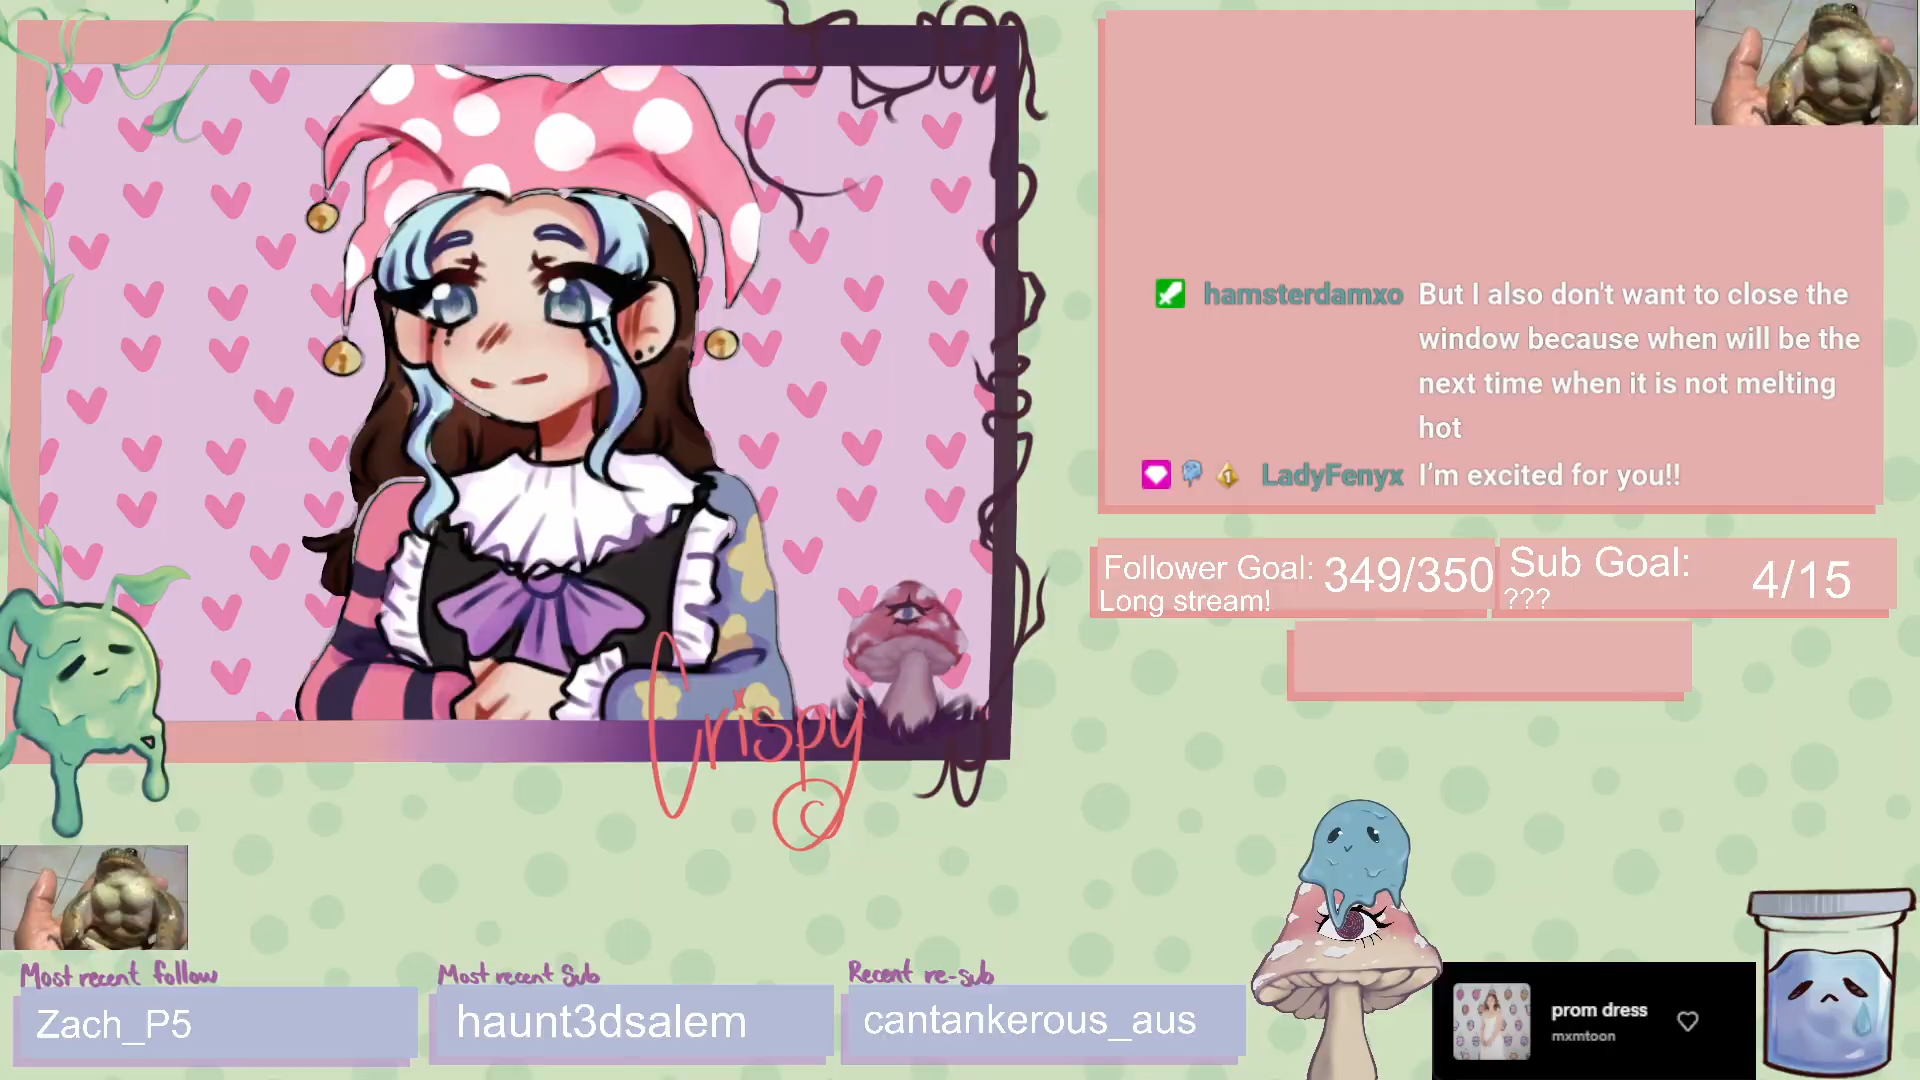 hamsterdamxo But I also don't want to close the
window because when will be the
next time when it is not melting
hot
1 LadyFenyx I'm excited for you!!
Follower Goal: 349/350
Long stream!
Sub Goal: 4/15
???
Crispy
Most recent follow
Zach_P5
Most recent Sub
haunt3dsalem
Recent re-sub
cantankerous_aus
prom dress
mxmtoon